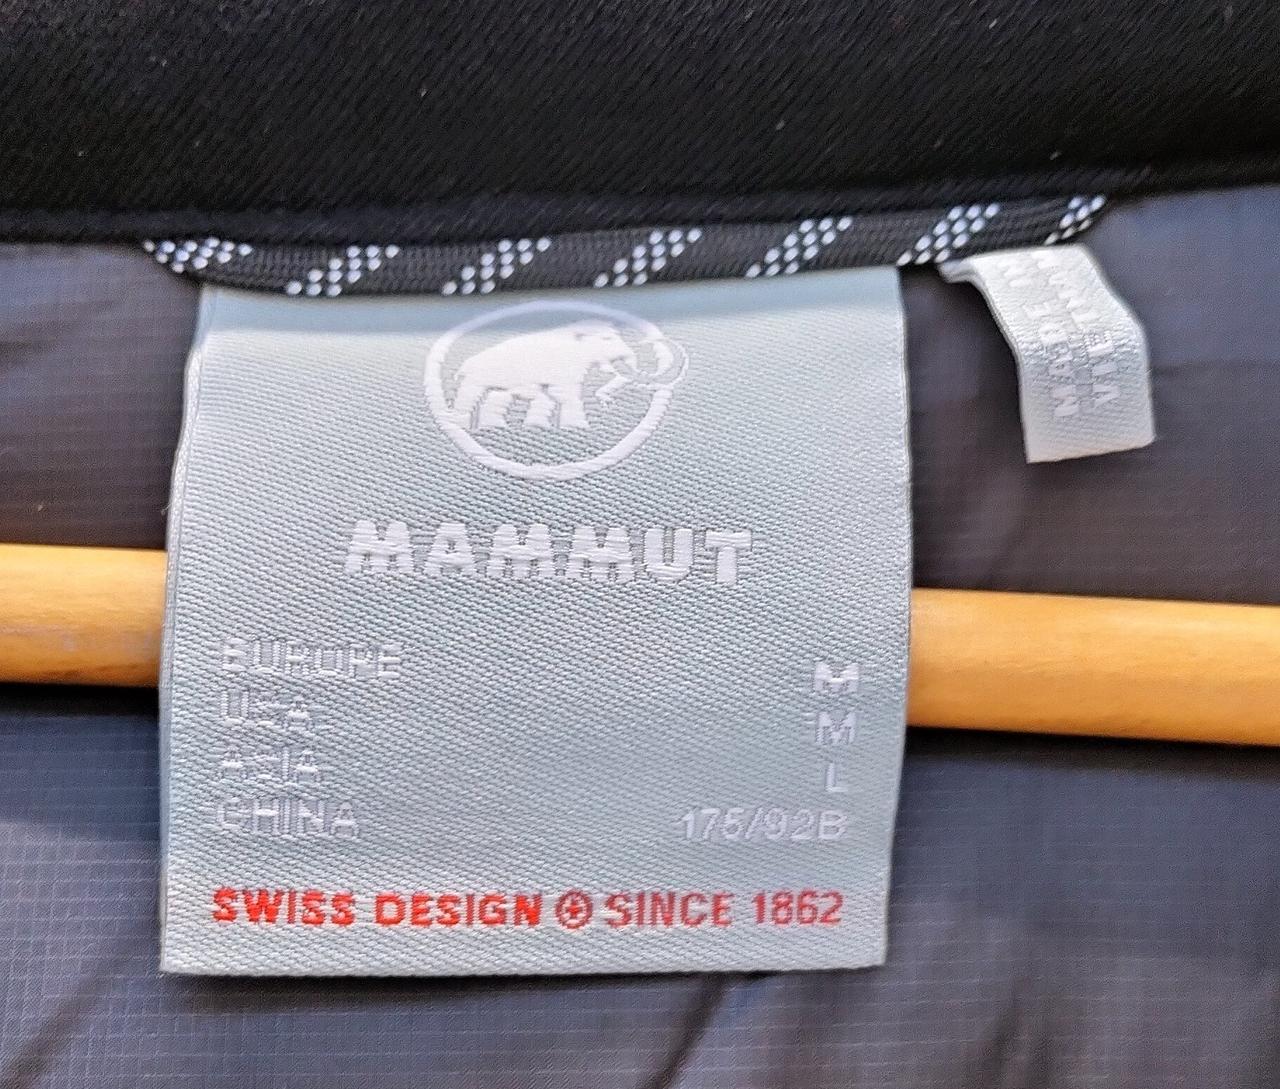 MAMMUT
EUROPE M
USA M
ASIA L
CHINA 175/92B
SWISS DESIGN SINCE 1862
MADE IN
VIETNAM